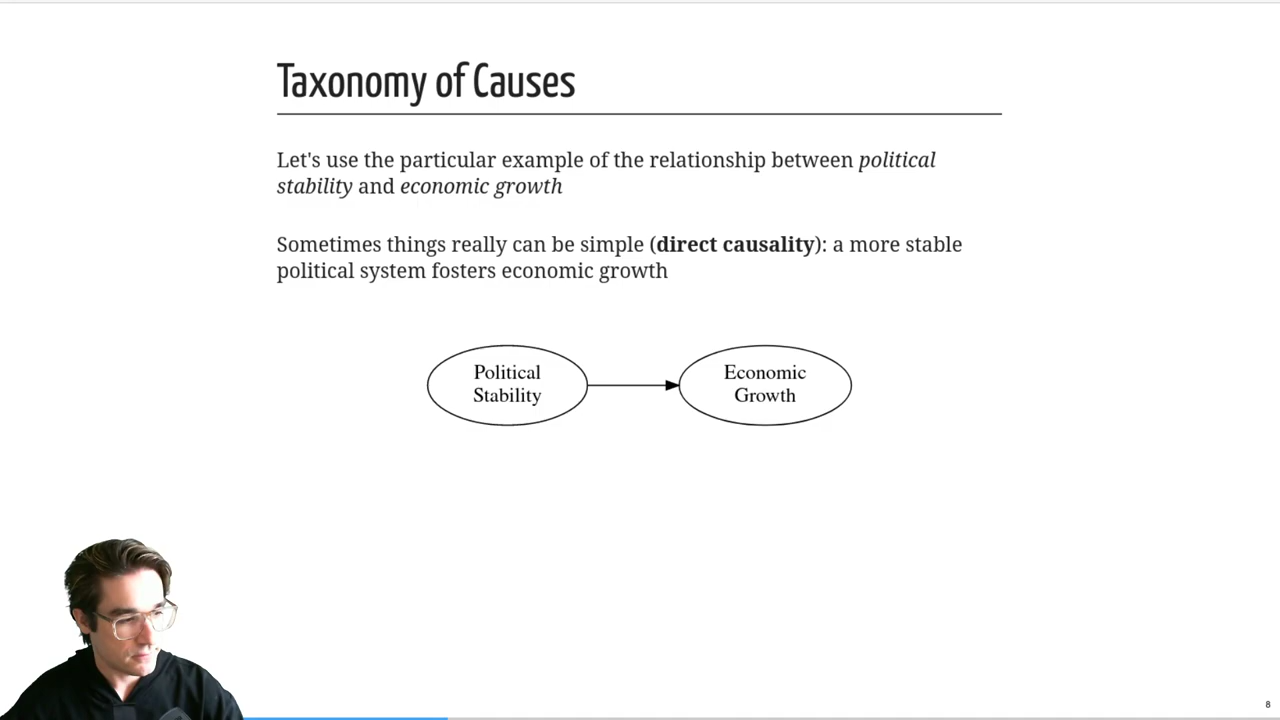 Taxonomy of Causes
Let's use the particular example of the relationship between political
stability and economic growth
Sometimes things really can be simple (direct causality): a more stable
political system fosters economic growth
Political
Stability
Economic
Growth
8